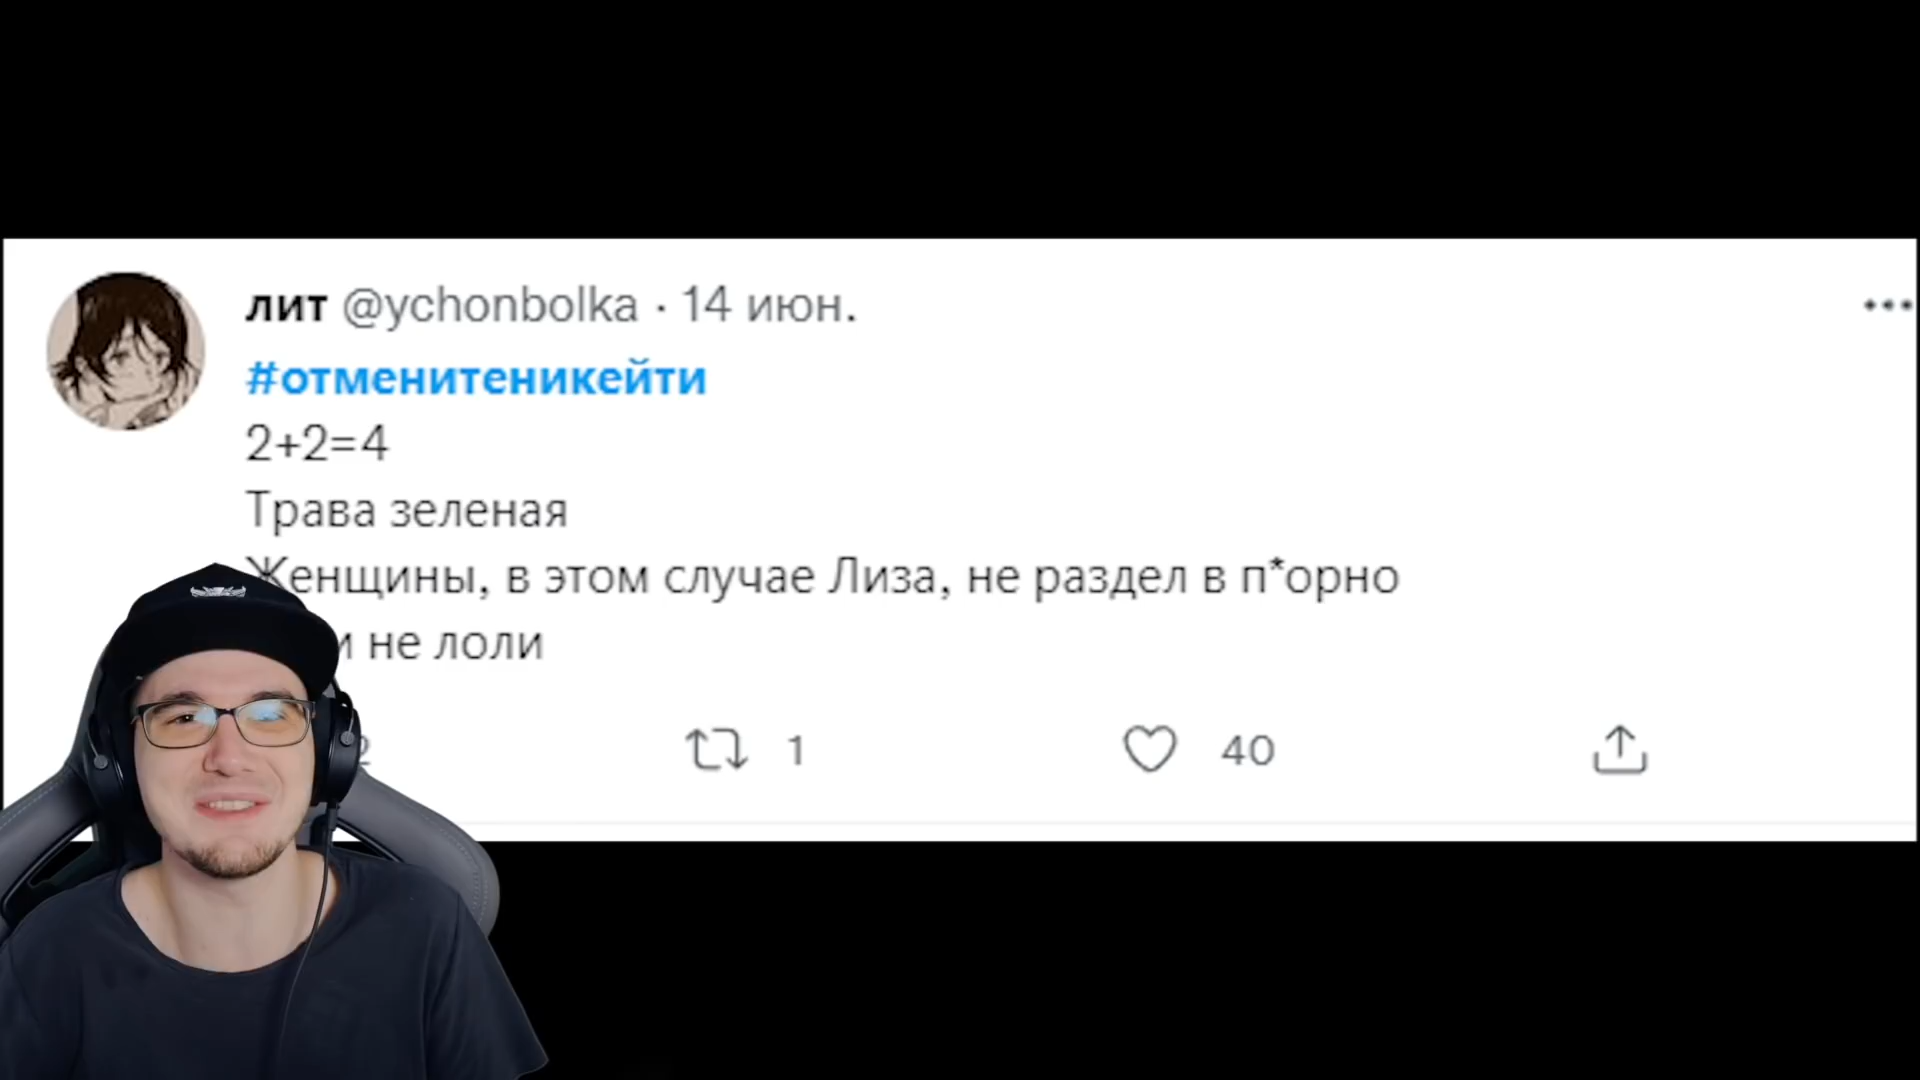 лит @ychonbolka · 14 июн.
#отменитеникейти
2+2=4
Трава зеленая
Женщины, в этом случае Лиза, не раздел в п*орно
и не лоли
2 1 40